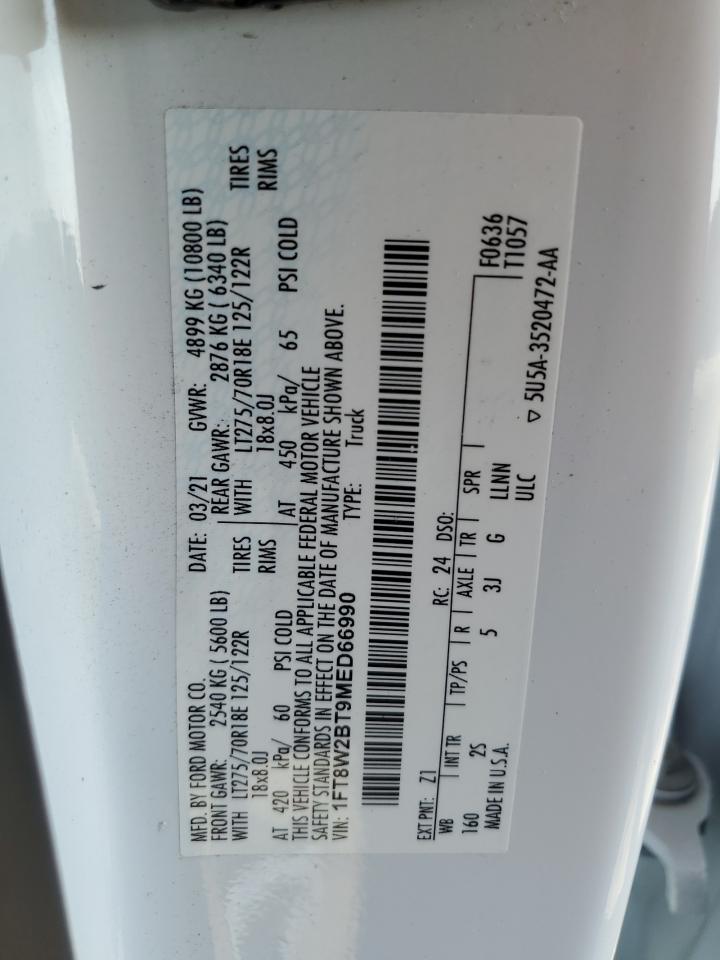 MFD. BY FORD MOTOR CO. DATE: 03/21 GVWR: 4899 KG (10800 LB)
FRONT GAWR: 2540 KG ( 5600 LB) REAR GAWR: 2876 KG ( 6340 LB)
WITH LT275/70R18E 125/122R TIRES WITH LT275/70R18E 125/122R TIRES
18x8.0J RIMS 18x8.0J RIMS
AT 420 kPa/ 60 PSI COLD AT 450 kPa/ 65 PSI COLD
THIS VEHICLE CONFORMS TO ALL APPLICABLE FEDERAL MOTOR VEHICLE
SAFETY STANDARDS IN EFFECT ON THE DATE OF MANUFACTURE SHOWN ABOVE.
VIN: 1FT8W2BT9MED66990 TYPE: Truck
EXT PNT: Z1 RC: 24 DSO:
WB INT TR TP/PS R AXLE TR SPR F0636
160 2S 5 3J G LLNN T1057
MADE IN U.S.A. ULC
▽ 5U5A-3520472-AA